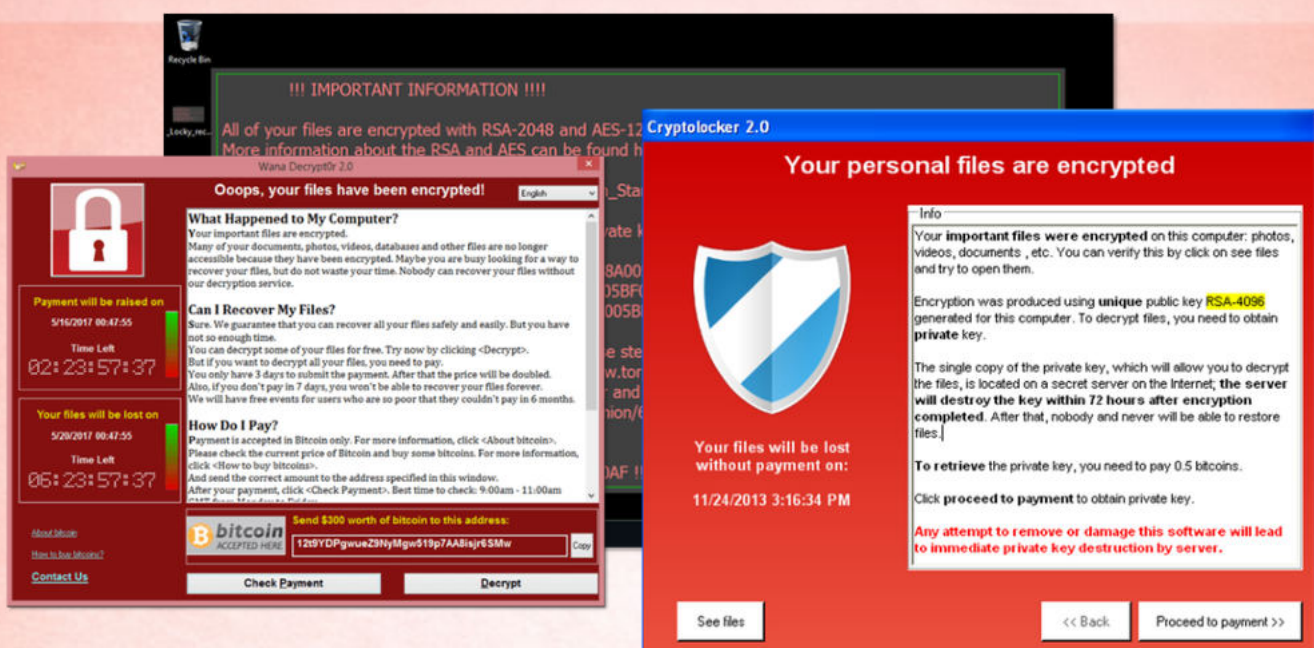 Recycle Bin
_Locky_rec...
!!! IMPORTANT INFORMATION !!!!
All of your files are encrypted with RSA-2048 and AES-12
More information about the RSA and AES can be found h
Wana Decrypt0r 2.0
Ooops, your files have been encrypted!
English
What Happened to My Computer?
Your important files are encrypted.
Many of your documents, photos, videos, databases and other files are no longer
accessible because they have been encrypted. Maybe you are busy looking for a way to
recover your files, but do not waste your time. Nobody can recover your files without
our decryption service.
Can I Recover My Files?
Sure. We guarantee that you can recover all your files safely and easily. But you have
not so enough time.
You can decrypt some of your files for free. Try now by clicking <Decrypt>.
But if you want to decrypt all your files, you need to pay.
You only have 3 days to submit the payment. After that the price will be doubled.
Also, if you don't pay in 7 days, you won't be able to recover your files forever.
We will have free events for users who are so poor that they couldn't pay in 6 months.
How Do I Pay?
Payment is accepted in Bitcoin only. For more information, click <About bitcoin>.
Please check the current price of Bitcoin and buy some bitcoins. For more information,
click <How to buy bitcoins>.
And send the correct amount to the address specified in this window.
After your payment, click <Check Payment>. Best time to check: 9:00am - 11:00am
Payment will be raised on
5/16/2017 00:47:55
Time Left
02:23:57:37
Your files will be lost on
5/20/2017 00:47:55
Time Left
06:23:57:37
About bitcoin
How to buy bitcoins?
Contact Us
bitcoin
ACCEPTED HERE
Send $300 worth of bitcoin to this address:
12t9YDPgwueZ9NyMgw519p7AA8isjr6SMw
Copy
Check Payment
Decrypt
Cryptolocker 2.0
Your personal files are encrypted
Info
Your important files were encrypted on this computer: photos,
videos, documents , etc. You can verify this by click on see files
and try to open them.
Encryption was produced using unique public key RSA-4096
generated for this computer. To decrypt files, you need to obtain
private key.
The single copy of the private key, which will allow you to decrypt
the files, is located on a secret server on the Internet; the server
will destroy the key within 72 hours after encryption
completed. After that, nobody and never will be able to restore
files.
To retrieve the private key, you need to pay 0.5 bitcoins.
Click proceed to payment to obtain private key.
Any attempt to remove or damage this software will lead
to immediate private key destruction by server.
Your files will be lost
without payment on:
11/24/2013 3:16:34 PM
See files
<< Back
Proceed to payment >>